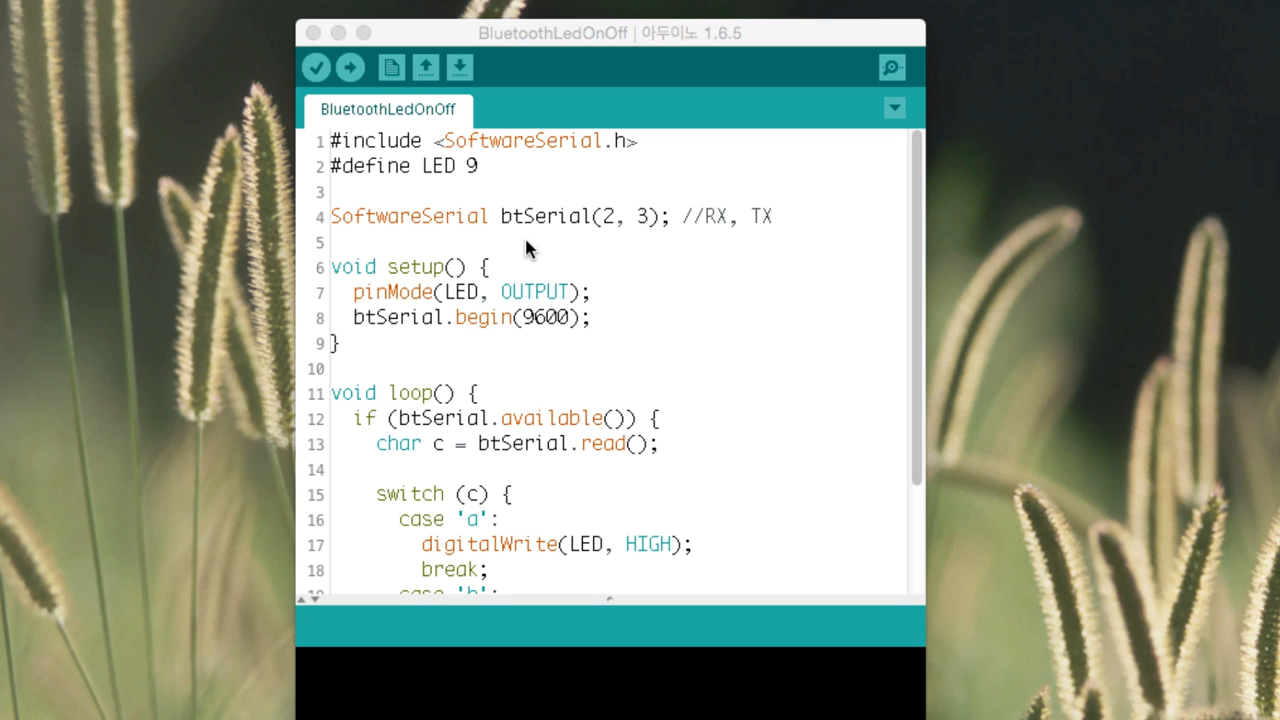 BluetoothLedOnOff | 아두이노 1.6.5
BluetoothLedOnOff
1 #include <SoftwareSerial.h>
2 #define LED 9
3
4 SoftwareSerial btSerial(2, 3); //RX, TX
5
6 void setup() {
7 pinMode(LED, OUTPUT);
8 btSerial.begin(9600);
9 }
10
11 void loop() {
12 if (btSerial.available()) {
13 char c = btSerial.read();
14
15 switch (c) {
16 case 'a':
17 digitalWrite(LED, HIGH);
18 break;
19 case 'b':